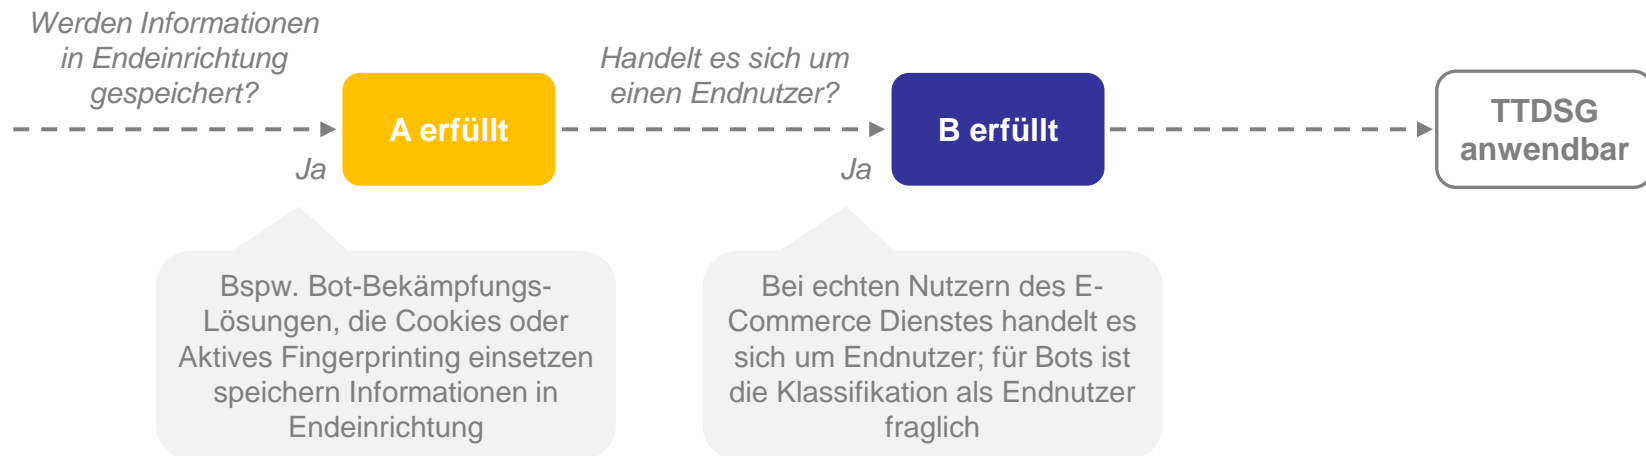 Werden Informationen
in Endeinrichtung
gespeichert?
Ja
A erfüllt
Handelt es sich um
einen Endnutzer?
Ja
B erfüllt
TTDSG
anwendbar
Bspw. Bot-Bekämpfungs-
Lösungen, die Cookies oder
Aktives Fingerprinting einsetzen
speichern Informationen in
Endeinrichtung
Bei echten Nutzern des E-
Commerce Dienstes handelt es
sich um Endnutzer; für Bots ist
die Klassifikation als Endnutzer
fraglich